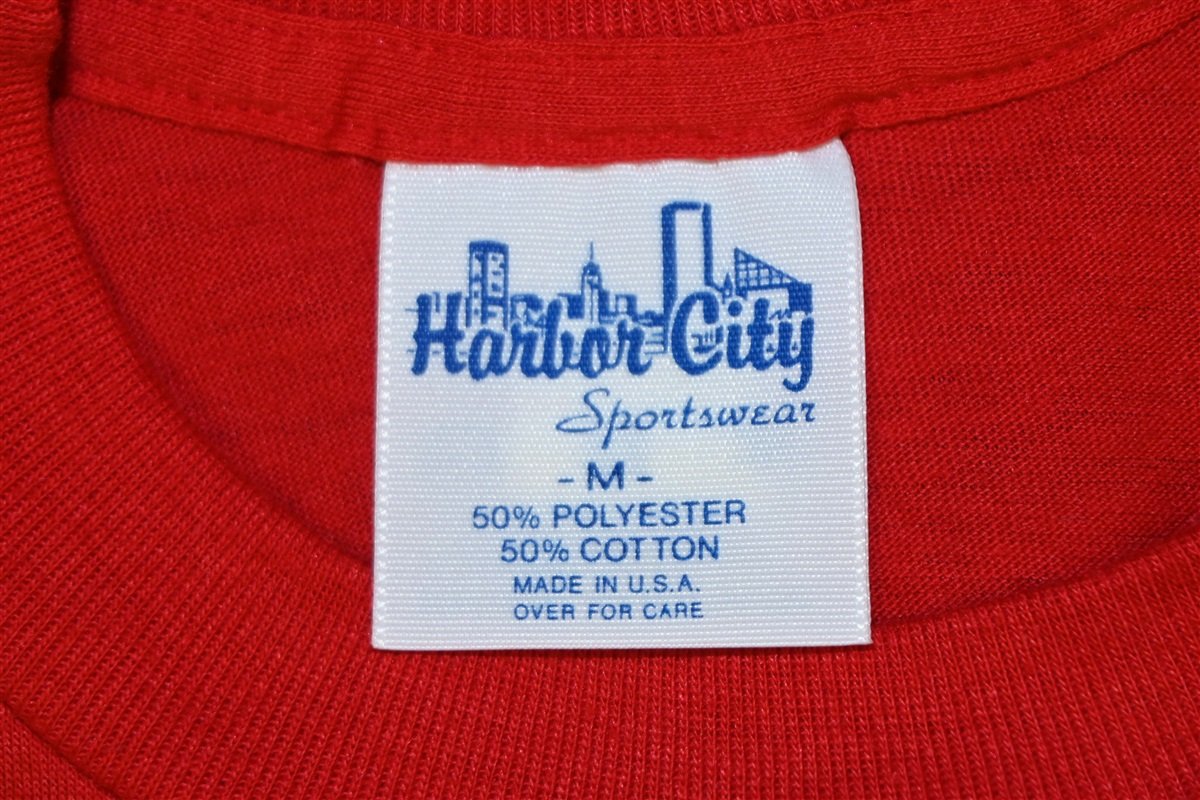 Harbor City
Sportswear
- M -
50% POLYESTER
50% COTTON
MADE IN U.S.A.
OVER FOR CARE